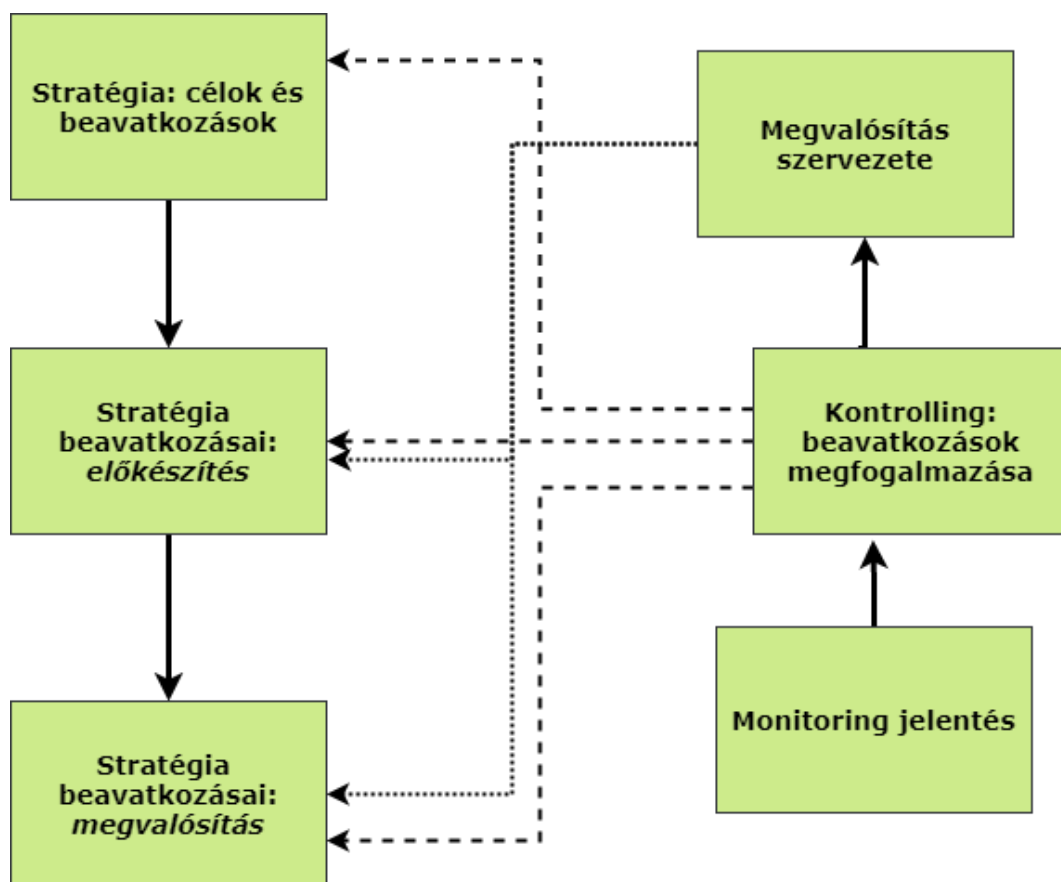 Stratégia: célok és
beavatkozások
Megvalósítás
szervezete
Stratégia
beavatkozásai:
előkészítés
Kontrolling:
beavatkozások
megfogalmazása
Monitoring jelentés
Stratégia
beavatkozásai:
megvalósítás